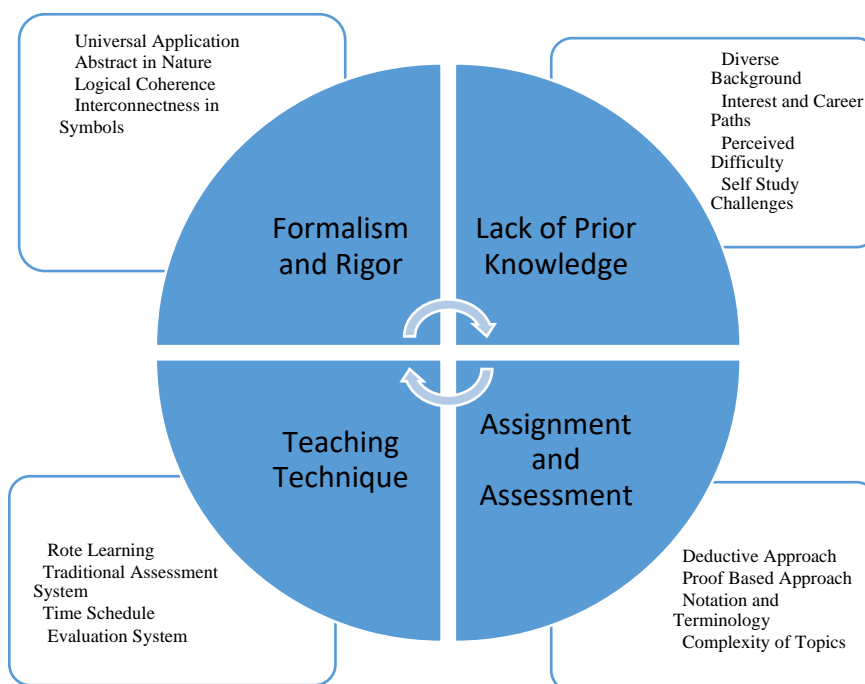 Universal Application
Abstract in Nature
Logical Coherence
Interconnectness in
Symbols
Diverse
Background
Interest and Career
Paths
Perceived
Difficulty
Self Study
Challenges
Formalism
and Rigor
Lack of Prior
Knowledge
Teaching
Technique
Assignment
and
Assessment
Rote Learning
Traditional Assessment
System
Time Schedule
Evaluation System
Deductive Approach
Proof Based Approach
Notation and
Terminology
Complexity of Topics